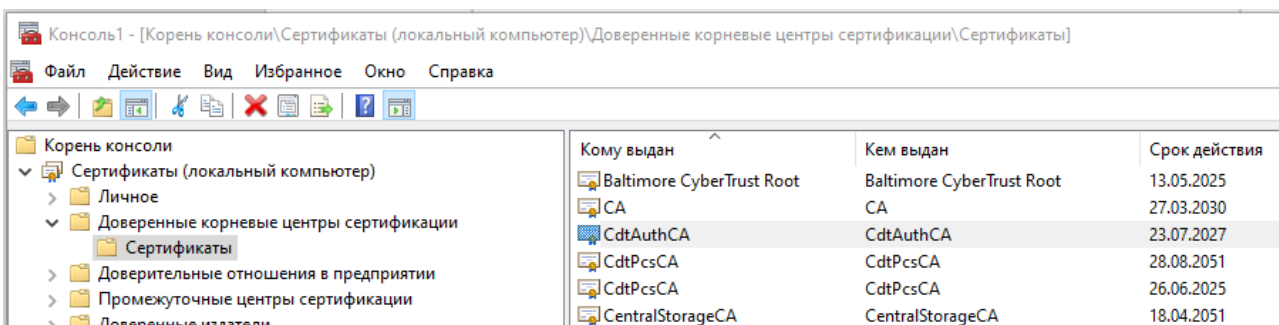 Консоль1 - [Корень консоли\Сертификаты (локальный компьютер)\Доверенные корневые центры сертификации\Сертификаты]
Файл Действие Вид Избранное Окно Справка
Корень консоли
Сертификаты (локальный компьютер)
Личное
Доверенные корневые центры сертификации
Сертификаты
Доверительные отношения в предприятии
Промежуточные центры сертификации
Доверенные издатели
Кому выдан Кем выдан Срок действия
Baltimore CyberTrust Root Baltimore CyberTrust Root 13.05.2025
CA CA 27.03.2030
CdtAuthCA CdtAuthCA 23.07.2027
CdtPcsCA CdtPcsCA 28.08.2051
CdtPcsCA CdtPcsCA 26.06.2025
CentralStorageCA CentralStorageCA 18.04.2051